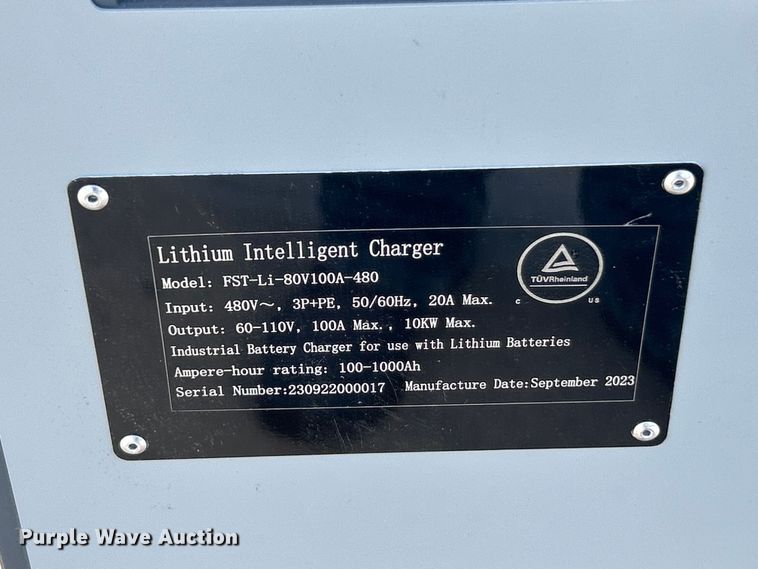 Lithium Intelligent Charger
Model: FST-Li-80V100A-480
Input: 480V～, 3P+PE, 50/60Hz, 20A Max.
Output: 60-110V, 100A Max., 10KW Max.
Industrial Battery Charger for use with Lithium Batteries
Ampere-hour rating: 100-1000Ah
Serial Number:230922000017 Manufacture Date:September 2023
TÜVRheinland
C US
Purple Wave Auction